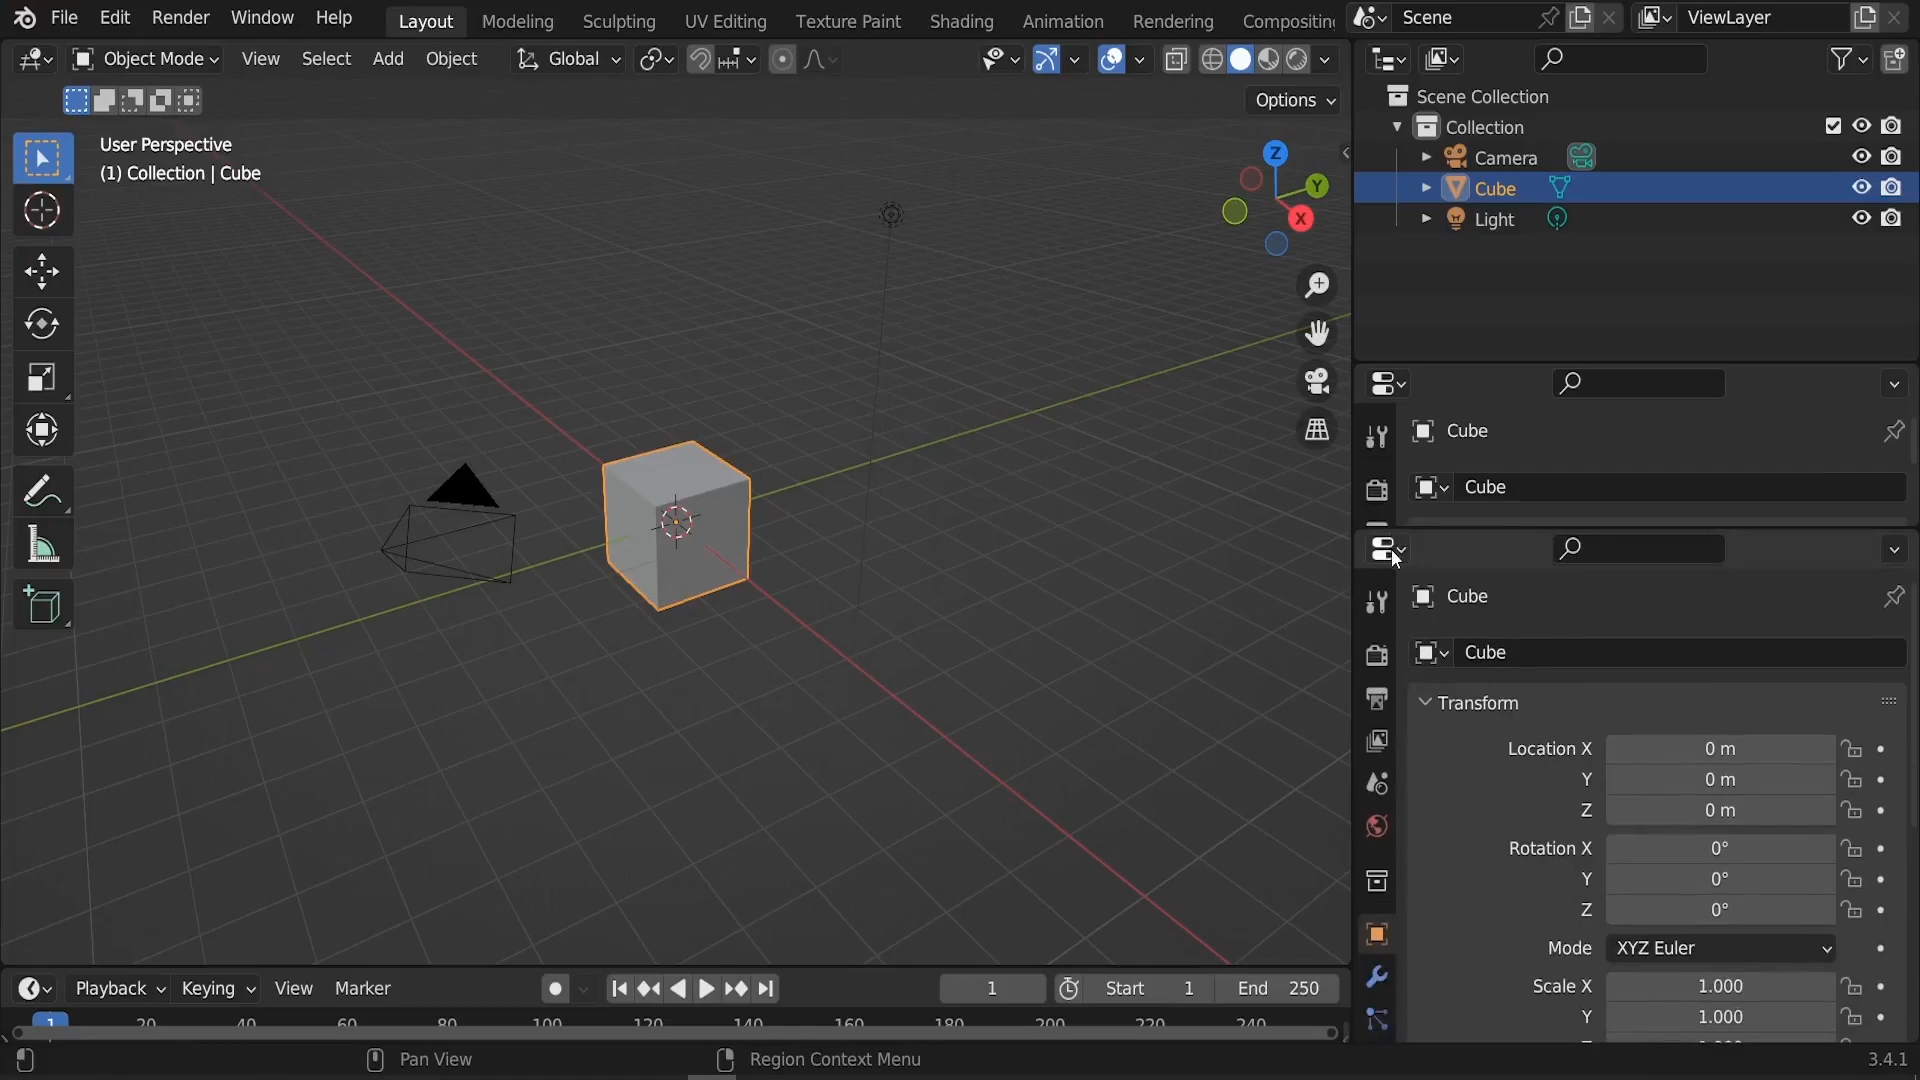 File Edit Render Window Help Layout Modeling Sculpting UV Editing Texture Paint Shading Animation Rendering Compositing Scene ViewLayer
Object Mode View Select Add Object Global
Options
User Perspective
(1) Collection | Cube
Z
Y
X
Scene Collection
Collection
Camera
Cube
Light
Cube
Cube
Cube
Cube
Transform
Location X 0 m
Y 0 m
Z 0 m
Rotation X 0°
Y 0°
Z 0°
Mode XYZ Euler
Scale X 1.000
Y 1.000
Playback Keying View Marker 1 Start 1 End 250
1 20 40 60 80 100 120 140 160 180 200 220 240
Pan View Region Context Menu 3.4.1